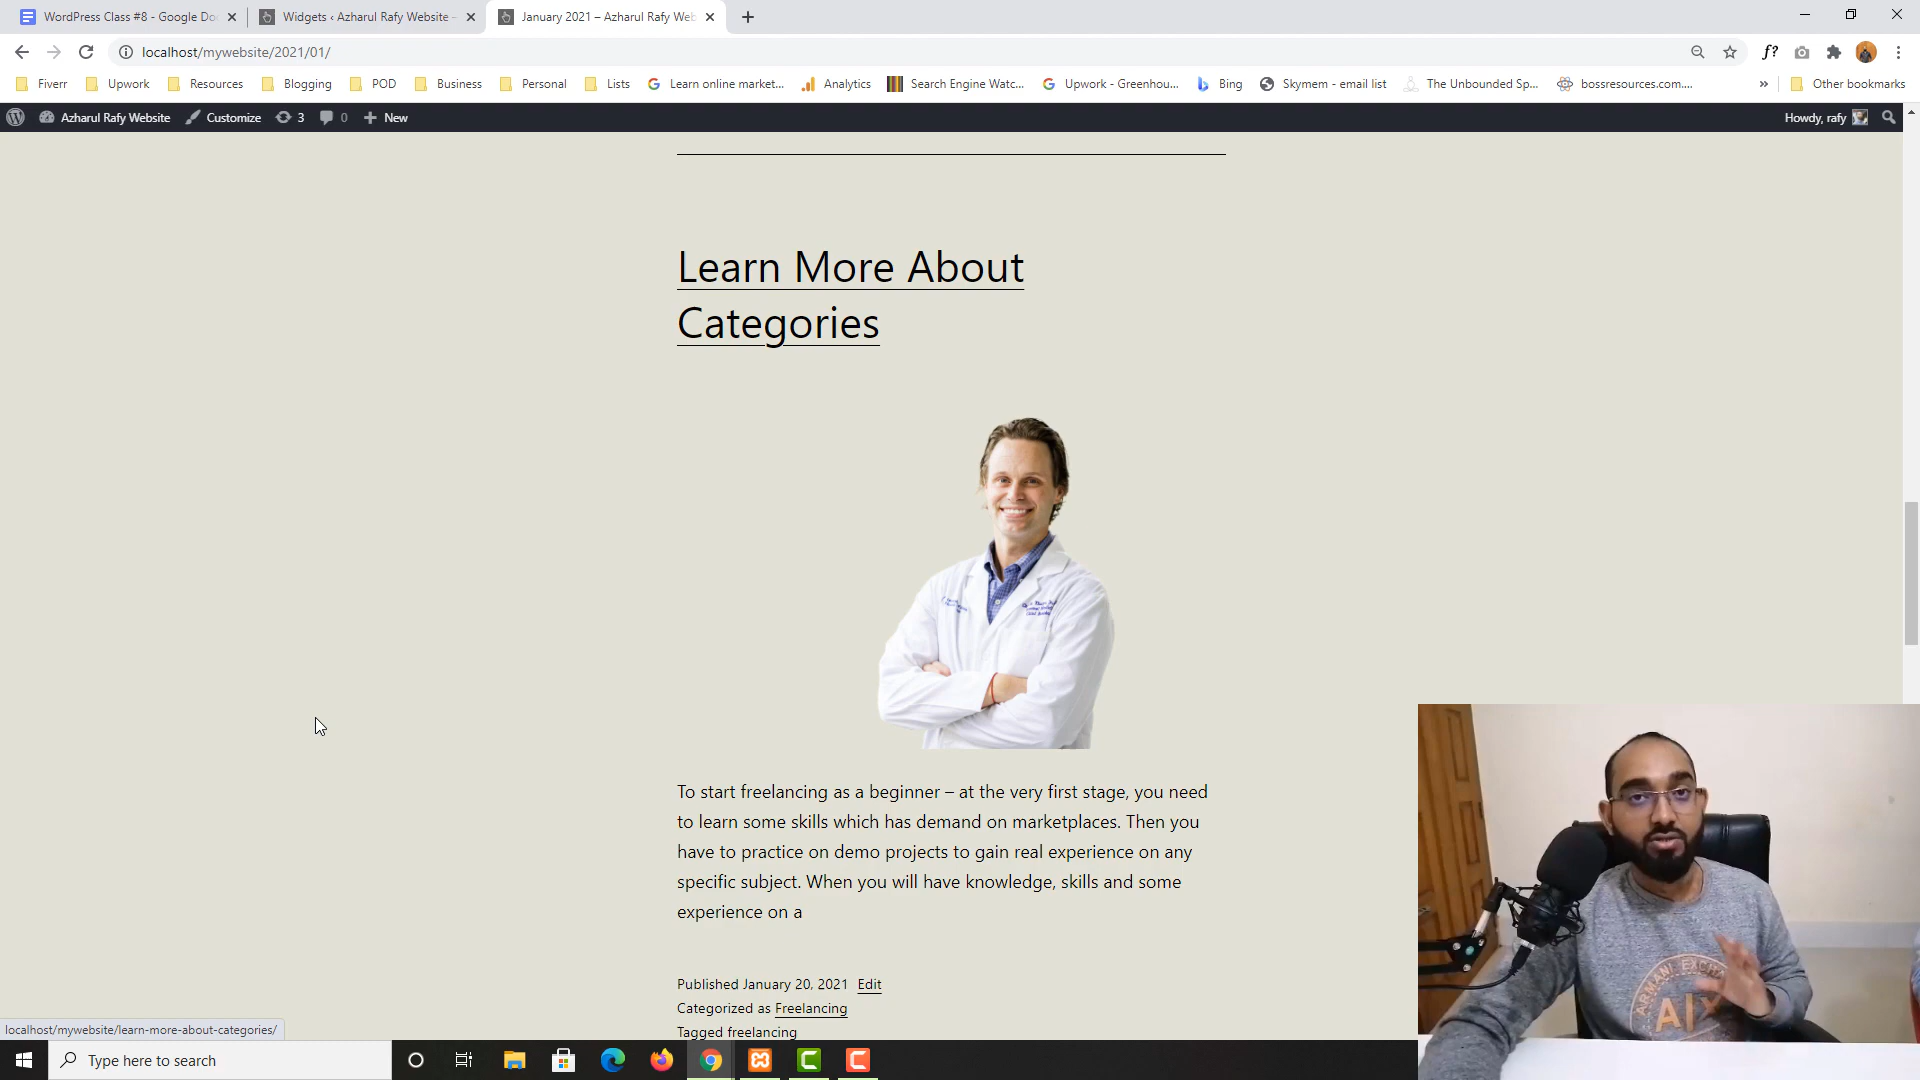 WordPress Class #8 - Google Do
Widgets ‹ Azharul Rafy Website –
January 2021 – Azharul Rafy Web
localhost/mywebsite/2021/01/
f?
Fiverr
Upwork
Resources
Blogging
POD
Business
Personal
Lists
Learn online market...
Analytics
Search Engine Watc...
Upwork - Greenhou...
Bing
Skymem - email list
The Unbounded Sp...
bossresources.com....
»
Other bookmarks
Azharul Rafy Website
Customize
3
0
New
Howdy, rafy
Learn More About
Categories
To start freelancing as a beginner – at the very first stage, you need
to learn some skills which has demand on marketplaces. Then you
have to practice on demo projects to gain real experience on any
specific subject. When you will have knowledge, skills and some
experience on a
Published January 20, 2021 Edit
Categorized as Freelancing
Tagged freelancing
localhost/mywebsite/learn-more-about-categories/
Type here to search
A|X